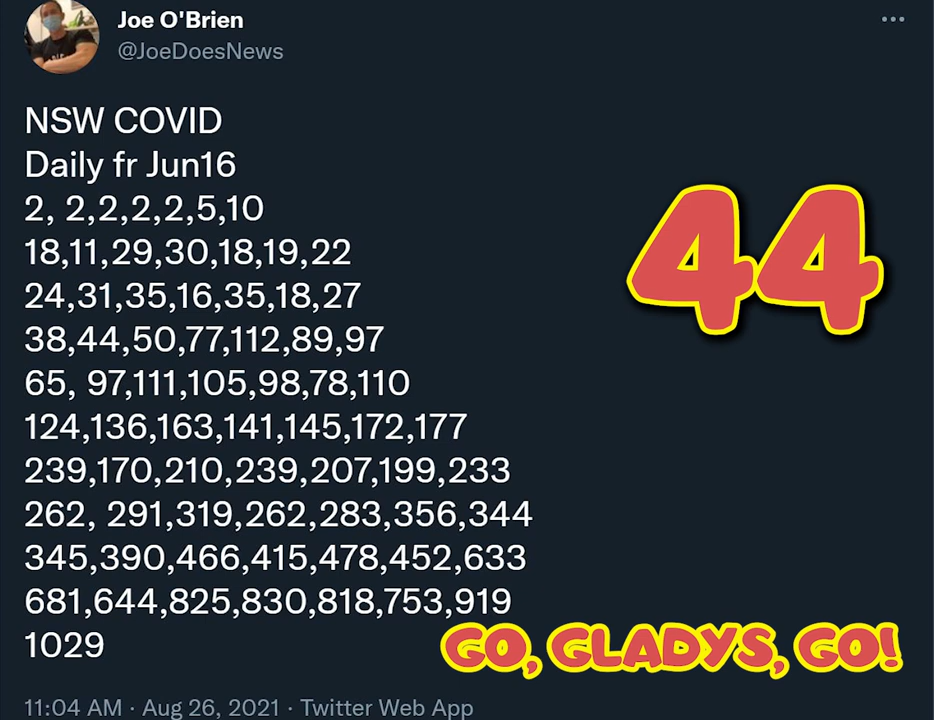 Joe O'Brien
@JoeDoesNews
NSW COVID
Daily fr Jun16
2, 2,2,2,2,5,10
18,11,29,30,18,19,22
24,31,35,16,35,18,27
38,44,50,77,112,89,97
65, 97,111,105,98,78,110
124,136,163,141,145,172,177
239,170,210,239,207,199,233
262, 291,319,262,283,356,344
345,390,466,415,478,452,633
681,644,825,830,818,753,919
1029
44
GO, GLADYS, GO!
11:04 AM · Aug 26, 2021 · Twitter Web App